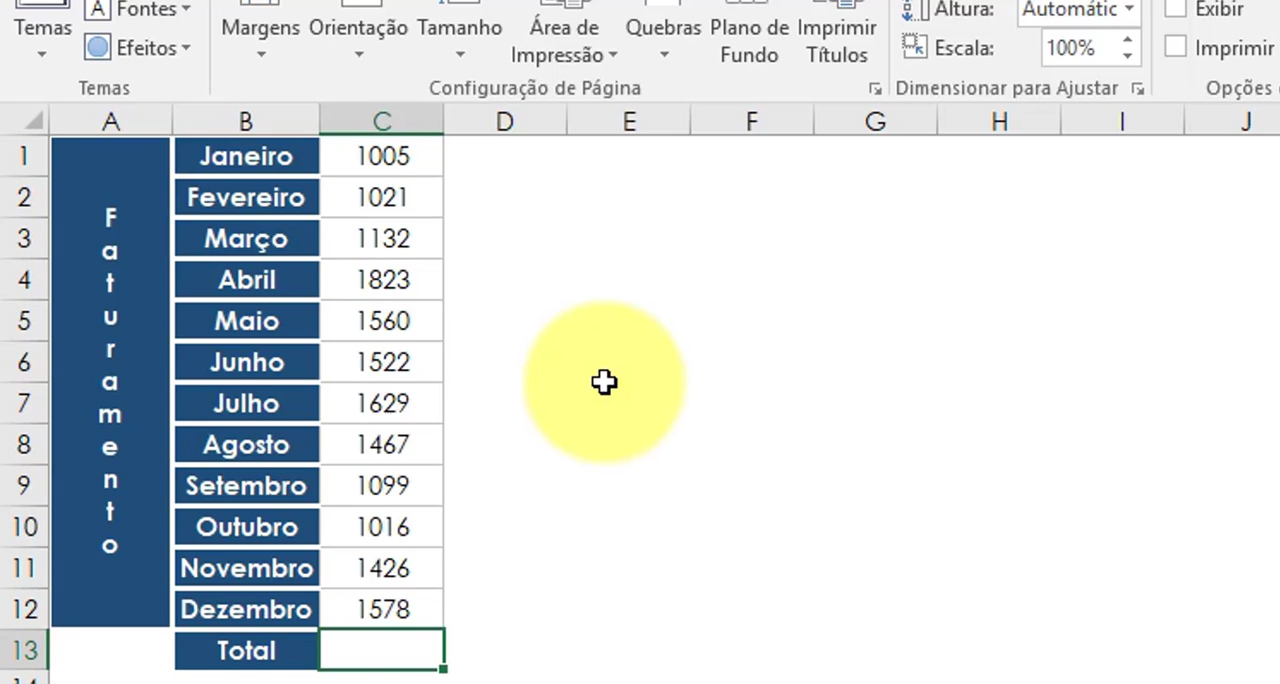 Temas
Fontes
Efeitos
Temas
Margens
Orientação
Tamanho
Área de
Impressão
Quebras
Plano de
Fundo
Imprimir
Títulos
Configuração de Página
Altura: Automátic
Escala: 100%
Dimensionar para Ajustar
Exibir
Imprimir
Opções
A B C D E F G H I J
1 Janeiro 1005
2 Fevereiro 1021
3 Março 1132
4 Abril 1823
5 Maio 1560
6 Junho 1522
7 Julho 1629
8 Agosto 1467
9 Setembro 1099
10 Outubro 1016
11 Novembro 1426
12 Dezembro 1578
13 Total
F
a
t
u
r
a
m
e
n
t
o